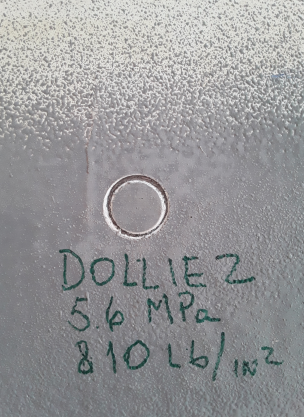 DOLLIE 2
5.6 MPa
810 Lb/in²